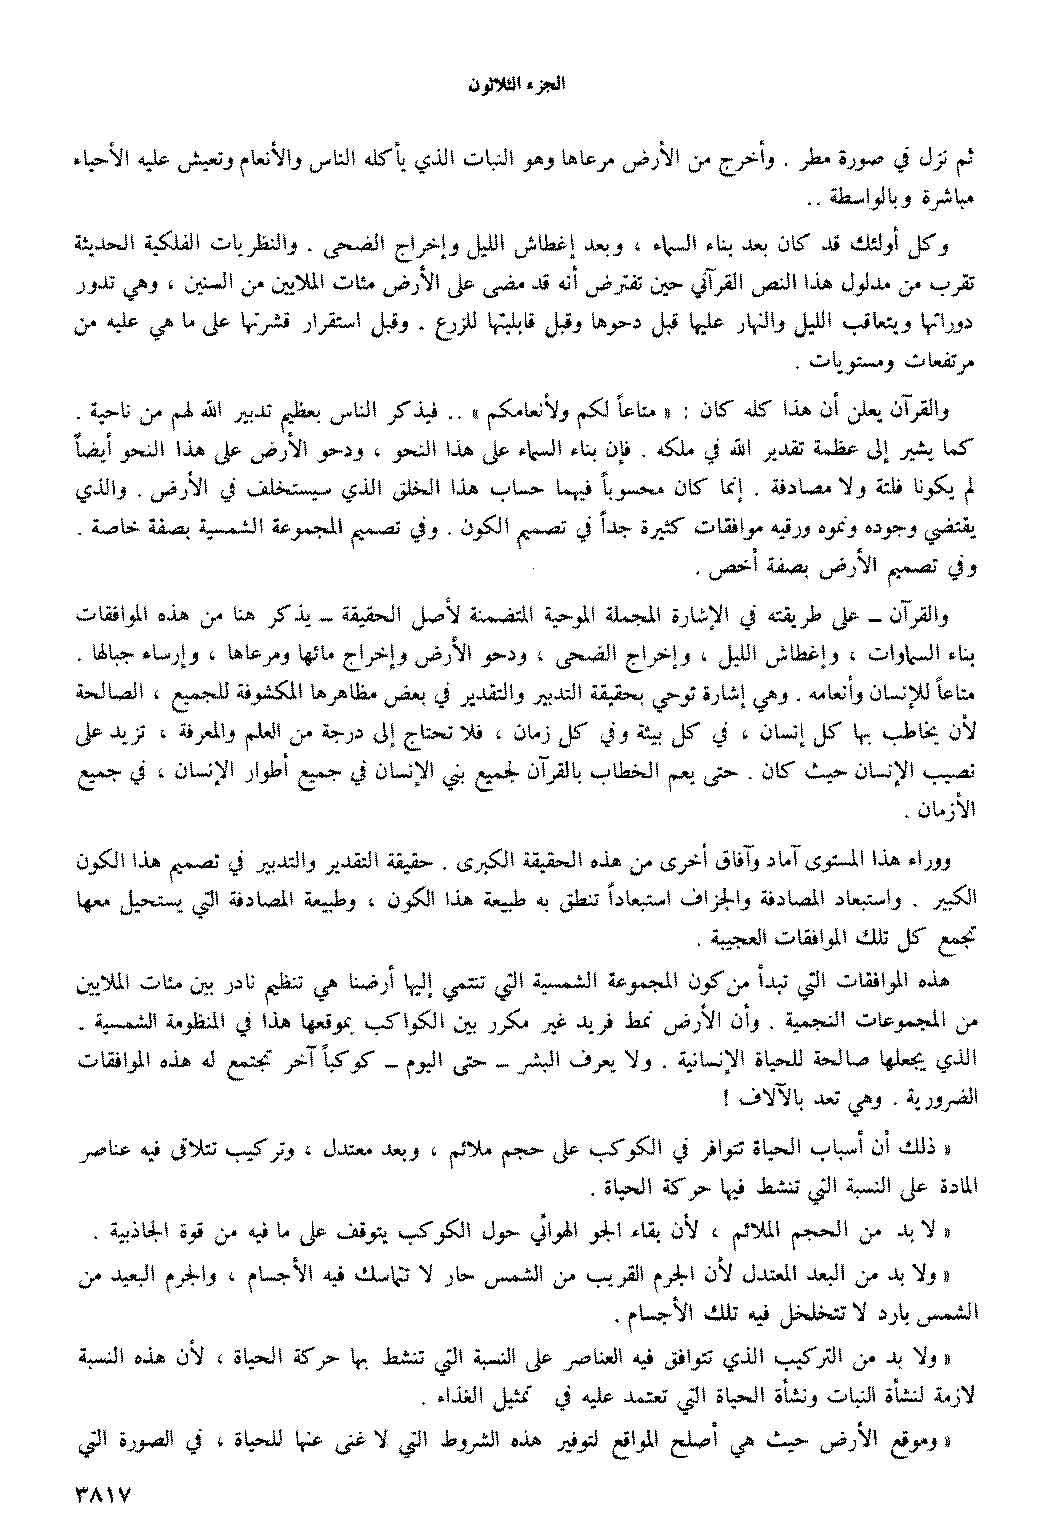 الجزء الثلاثون
ثم نزل في صورة مطر . وأخرج من الأرض مرعاها وهو النبات الذي يأكله الناس والأنعام وتعيش عليه الأحياء
مباشرة وبالواسطة ..
وكل أولئك قد كان بعد بناء السماء ، وبعد إغطاش الليل وإخراج الضحى . والنظريات الفلكية الحديثة
تقرب من مدلول هذا النص القرآني حين تفترض أنه قد مضى على الأرض مئات الملايين من السنين ، وهي تدور
دوراتها ويتعاقب الليل والنهار عليها قبل دحوها وقبل قابليتها للزرع . وقبل استقرار قشرتها على ما هي عليه من
مرتفعات ومستويات .
والقرآن يعلن أن هذا كله كان : « متاعاً لكم ولأنعامكم » .. فيذكر الناس بعظيم تدبير الله لهم من ناحية .
كما يشير إلى عظمة تقدير الله في ملكه . فإن بناء السماء على هذا النحو ، ودحو الأرض على هذا النحو أيضاً
لم يكونا فلتة ولا مصادفة . إنما كان محسوباً فيهما حساب هذا الخلق الذي سيستخلف في الأرض . والذي
يقتضي وجوده ونموه ورقيه موافقات كثيرة جداً في تصميم الكون . وفي تصميم المجموعة الشمسية بصفة خاصة .
وفي تصميم الأرض بصفة أخص .
والقرآن – على طريقته في الإشارة المجملة الموحية المتضمنة لأصل الحقيقة – يذكر هنا من هذه الموافقات
بناء السماوات ، وإغطاش الليل ، وإخراج الضحى ، ودحو الأرض وإخراج مائها ومرعاها ، وإرساء جبالها .
متاعاً للإنسان وأنعامه . وهي إشارة توحي بحقيقة التدبير والتقدير في بعض مظاهرها المكشوفة للجميع ، الصالحة
لأن يخاطب بها كل إنسان ، في كل بيئة وفي كل زمان ، فلا تحتاج إلى درجة من العلم والمعرفة ، تزيد على
نصيب الإنسان حيث كان . حتى يعم الخطاب بالقرآن لجميع بني الإنسان في جميع أطوار الإنسان ، في جميع
الأزمان .
ووراء هذا المستوى آماد وآفاق أخرى من هذه الحقيقة الكبرى . حقيقة التقدير والتدبير في تصميم هذا الكون
الكبير . واستبعاد المصادفة والجزاف استبعاداً تنطق به طبيعة هذا الكون ، وطبيعة المصادفة التي يستحيل معها
تجمع كل تلك الموافقات العجيبة .
هذه الموافقات التي تبدأ من كون المجموعة الشمسية التي تنتمي إليها أرضنا هي تنظيم نادر بين مئات الملايين
من المجموعات النجمية . وأن الأرض نمط فريد غير مكرر بين الكواكب بموقعها هذا في المنظومة الشمسية .
الذي يجعلها صالحة للحياة الإنسانية . ولا يعرف البشر – حتى اليوم – كوكباً آخر تجتمع له هذه الموافقات
الضرورية . وهي تعد بالآلاف !
« ذلك أن أسباب الحياة تتوافر في الكوكب على حجم ملائم ، وبعد معتدل ، وتركيب تتلاقى فيه عناصر
المادة على النسبة التي تنشط فيها حركة الحياة .
« لا بد من الحجم الملائم ، لأن بقاء الجو الهوائي حول الكوكب يتوقف على ما فيه من قوة الجاذبية .
« ولا بد من البعد المعتدل لأن الجرم القريب من الشمس حار لا تتماسك فيه الأجسام ، والجرم البعيد من
الشمس بارد لا تتخلخل فيه تلك الأجسام .
« ولا بد من التركيب الذي تتوافق فيه العناصر على النسبة التي تنشط بها حركة الحياة ، لأن هذه النسبة
لازمة لنشأة النبات ونشأة الحياة التي تعتمد عليه في تمثيل الغذاء .
« وموقع الأرض حيث هي أصلح المواقع لتوفير هذه الشروط التي لا غنى عنها للحياة ، في الصورة التي
٣٨١٧